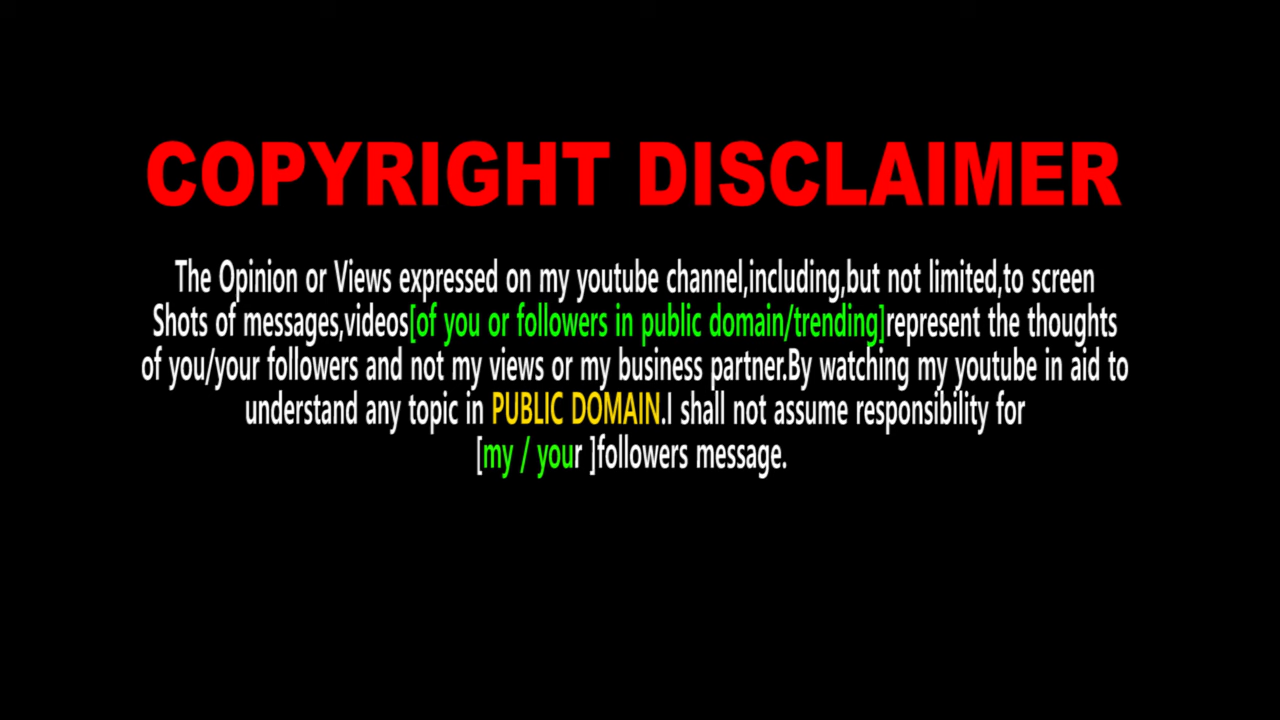 COPYRIGHT DISCLAIMER
The Opinion or Views expressed on my youtube channel,including,but not limited,to screen
Shots of messages,videos[of you or followers in public domain/trending]represent the thoughts
of you/your followers and not my views or my business partner.By watching my youtube in aid to
understand any topic in PUBLIC DOMAIN.I shall not assume responsibility for
[my / your ]followers message.